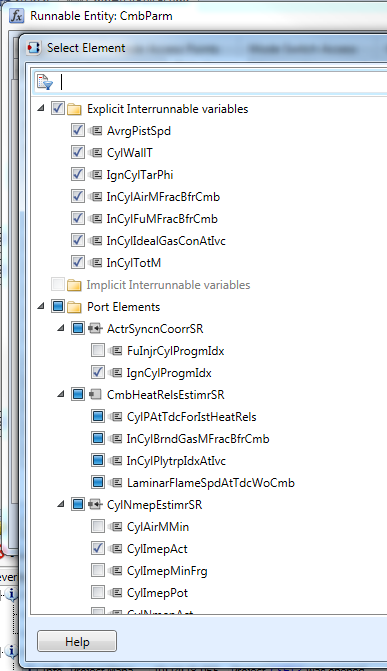 Runnable Entity: CmbParm
Select Element
Explicit Interrunnable variables
AvrgPistSpd
CylWallT
IgnCylTarPhi
InCylAirMFracBfrCmb
InCylFuMFracBfrCmb
InCylIdealGasConAtIvc
InCylTotM
Implicit Interrunnable variables
Port Elements
ActrSyncnCoorrSR
FuInjrCylProgmIdx
IgnCylProgmIdx
CmbHeatRelsEstimrSR
CylPAtTdcForIstHeatRels
InCylBrndGasMFracBfrCmb
InCylPlytrpIdxAtIvc
LaminarFlameSpdAtTdcWoCmb
CylNmepEstimrSR
CylAirMMin
CylImepAct
CylImepMinFrg
CylImepPot
CylNmepAct
Help